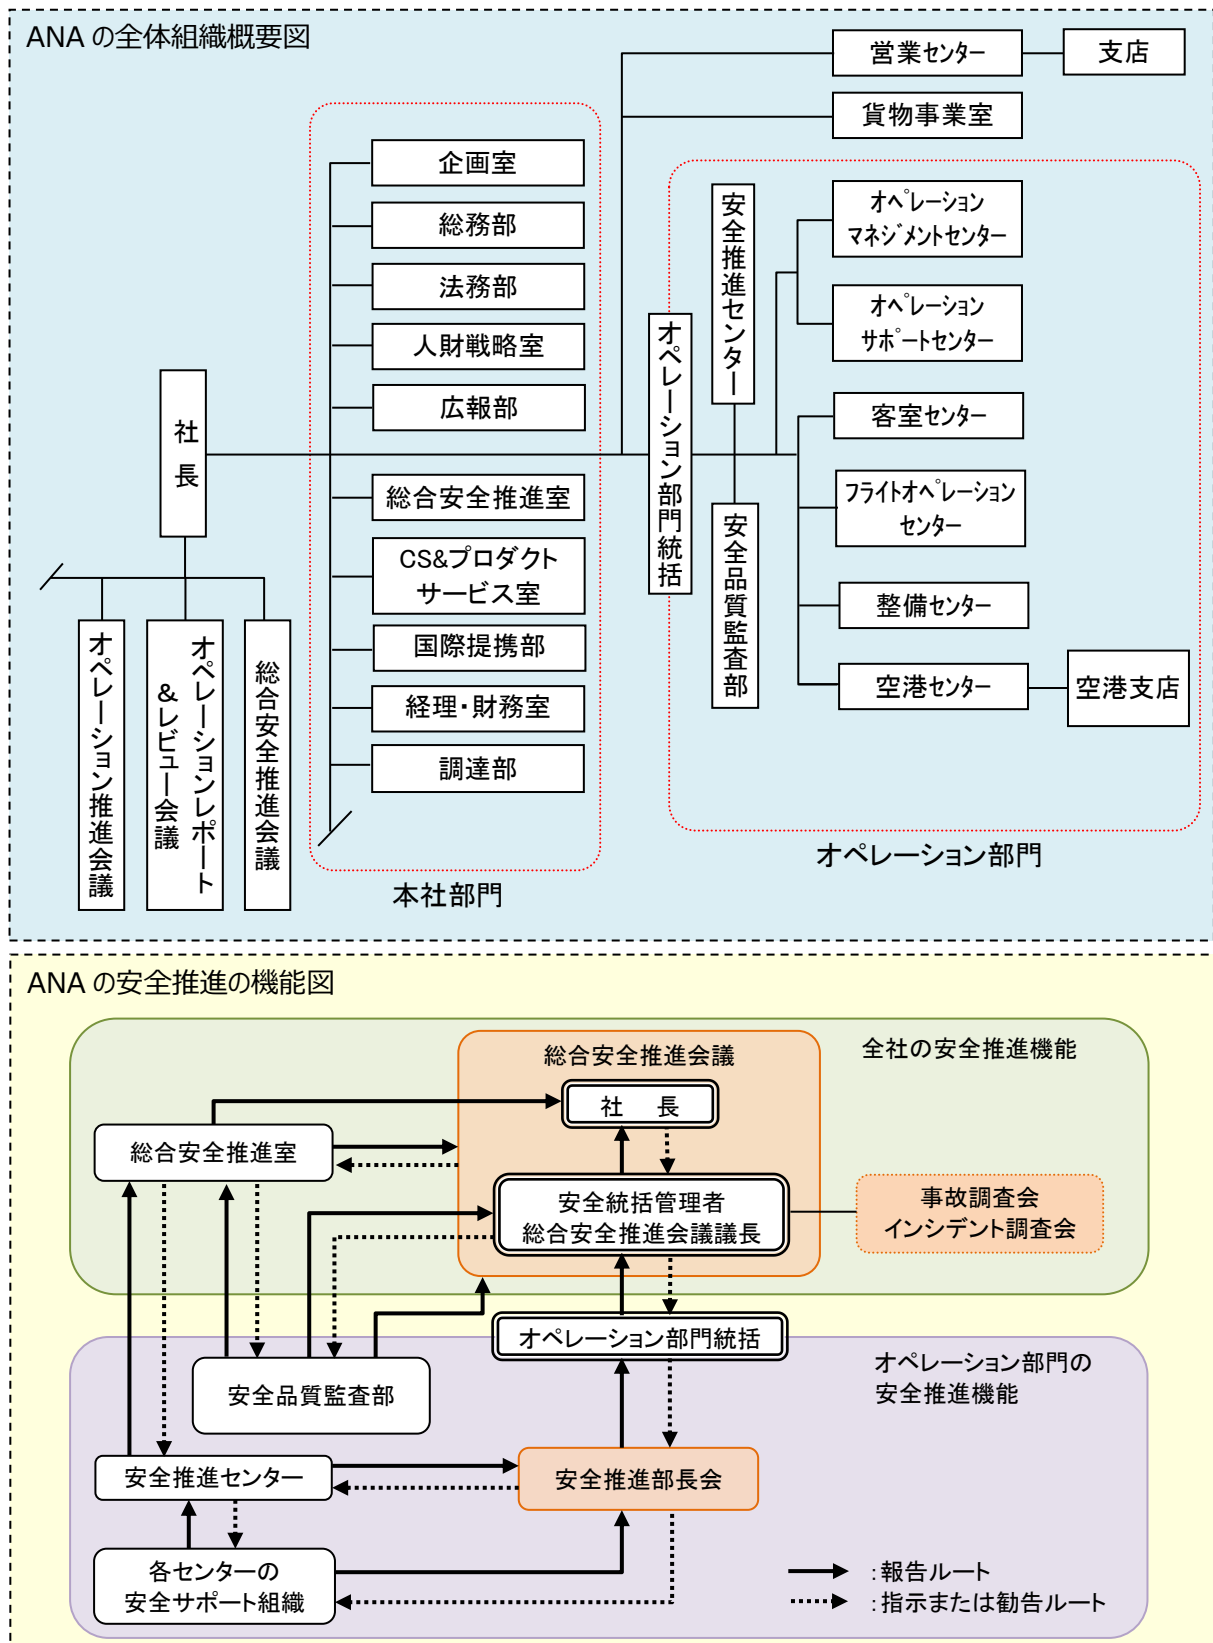 ANA の全体組織概要図
営業センター
支店
貨物事業室
企画室
総務部
法務部
人財戦略室
広報部
総合安全推進室
CS&プロダクト
サービス室
国際提携部
経理・財務室
調達部
本社部門
社長
オペレーション推進会議
オペレーションレポート
&レビュー会議
総合安全推進会議
オペレーション部門統括
安全推進センター
安全品質監査部
オペレーション
マネジメントセンター
オペレーション
サポートセンター
客室センター
フライトオペレーション
センター
整備センター
空港センター
空港支店
オペレーション部門
ANA の安全推進の機能図
全社の安全推進機能
総合安全推進会議
社 長
総合安全推進室
安全統括管理者
総合安全推進会議議長
事故調査会
インシデント調査会
オペレーション部門統括
オペレーション部門の
安全推進機能
安全品質監査部
安全推進センター
安全推進部長会
各センターの
安全サポート組織
:報告ルート
:指示または勧告ルート